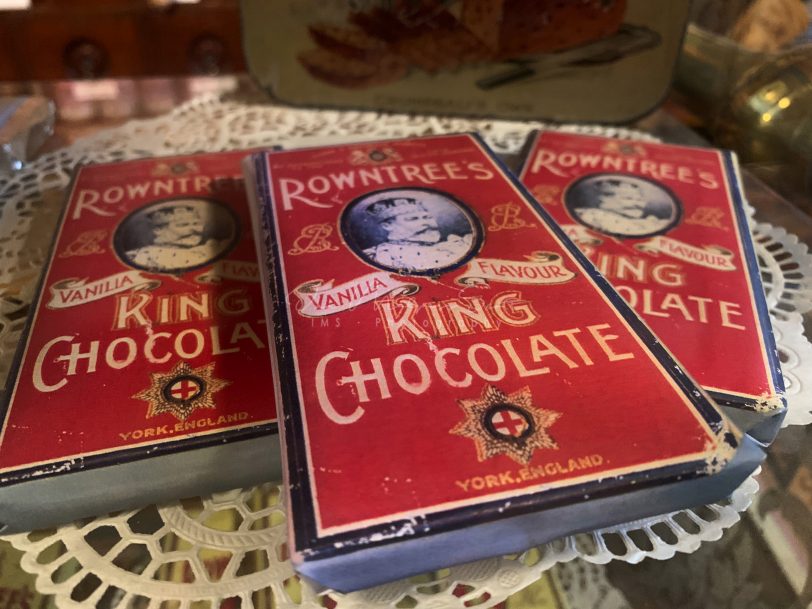 ROWNTREE'S
VANILLA FLAVOUR
KING
CHOCOLATE
YORK.ENGLAND
ROWNTREE'S
VANILLA FLAVOUR
KING
CHOCOLATE
YORK.ENGLAND
ROWNTREE'S
FLAVOUR
KING
CHOCOLATE